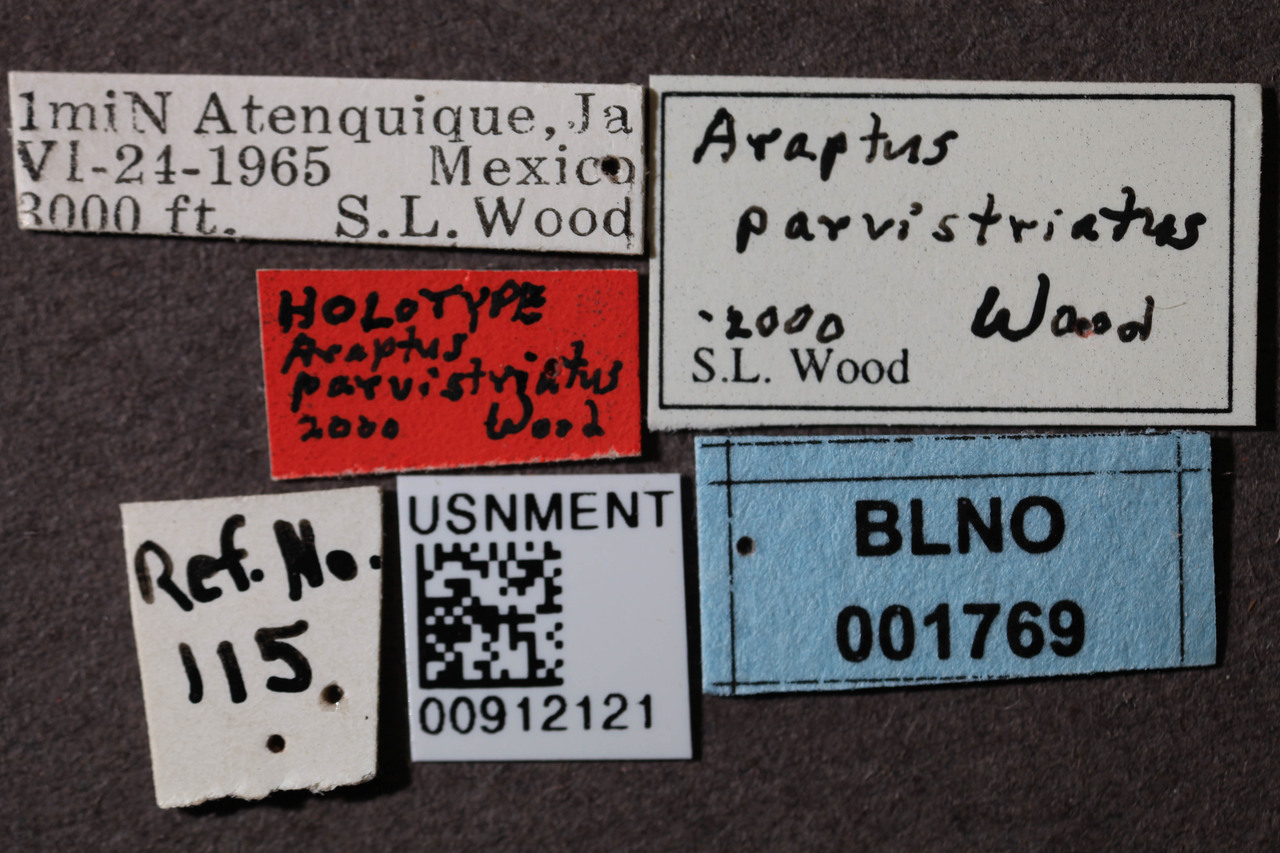 1miN Atenquique, Ja
VI-24-1965 Mexico
3000 ft. S.L. Wood
Araptus
parvistriatus
·2000 Wood
S.L. Wood
HOLOTYPE
Araptus
parvistriatus
2000 Wood
Ref. No.
115
USNMENT
00912121
BLNO
001769